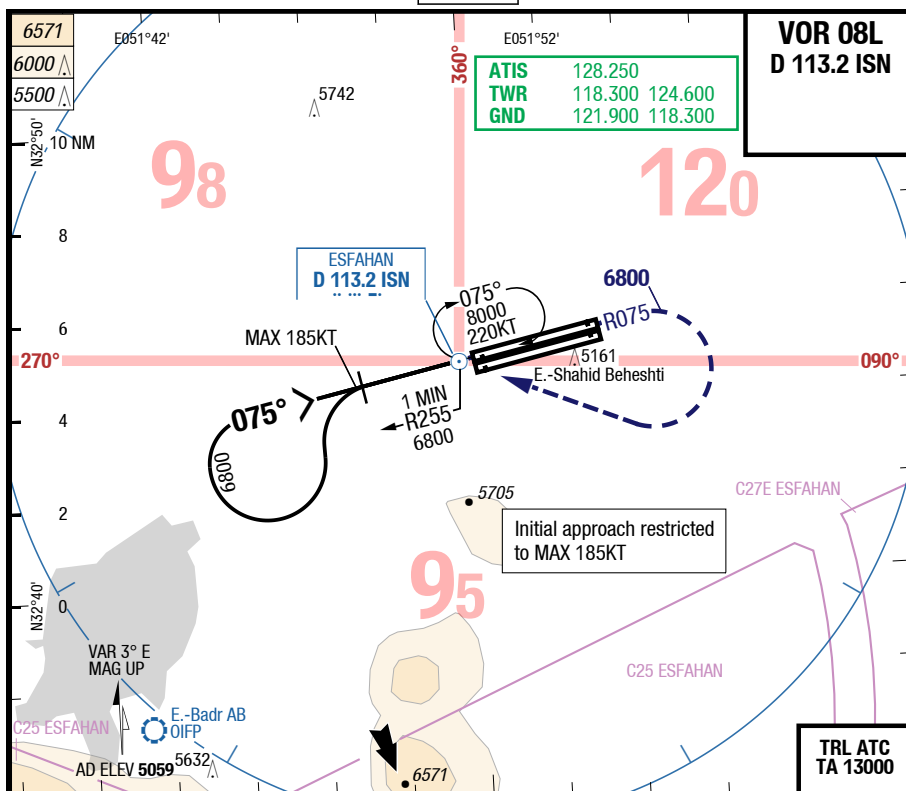 6571
6000
5500
E051°42'
E051°52'
360°
VOR 08L
D 113.2 ISN
ATIS 128.250
TWR 118.300 124.600
GND 121.900 118.300
5742
N32°50'
10 NM
98
120
8
ESFAHAN
D 113.2 ISN
6800
075°
8000
220KT
R075
6
MAX 185KT
270°
090°
5161
E.-Shahid Beheshti
1 MIN
R255
6800
075°
4
6800
C27E ESFAHAN
5705
2
Initial approach restricted
to MAX 185KT
95
N32°40'
0
VAR 3° E
MAG UP
C25 ESFAHAN
E.-Badr AB
OIFP
C25 ESFAHAN
AD ELEV 5059
5632
6571
TRL ATC
TA 13000